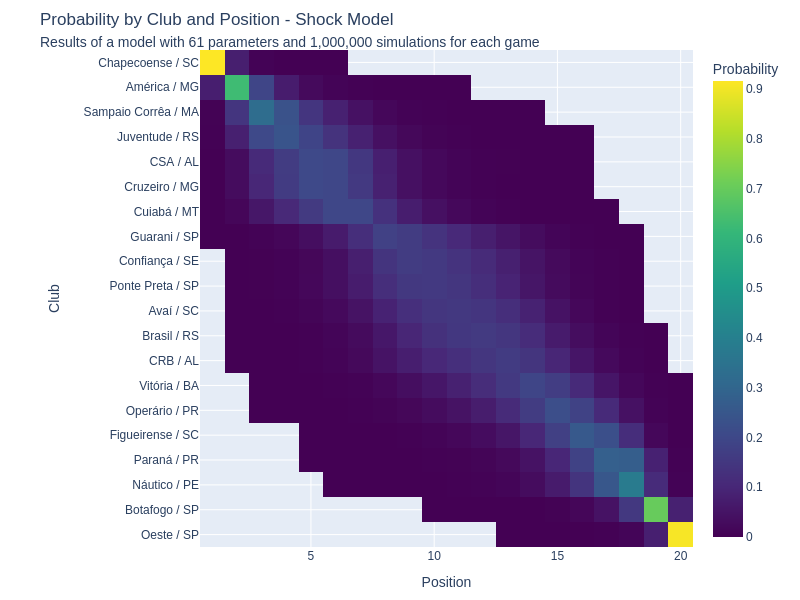 Probability by Club and Position - Shock Model
Results of a model with 61 parameters and 1,000,000 simulations for each game
Probability
Club
Chapecoense / SC
América / MG
Sampaio Corrêa / MA
Juventude / RS
CSA / AL
Cruzeiro / MG
Cuiabá / MT
Guarani / SP
Confiança / SE
Ponte Preta / SP
Avaí / SC
Brasil / RS
CRB / AL
Vitória / BA
Operário / PR
Figueirense / SC
Paraná / PR
Náutico / PE
Botafogo / SP
Oeste / SP
5 10 15 20
Position
0.9
0.8
0.7
0.6
0.5
0.4
0.3
0.2
0.1
0